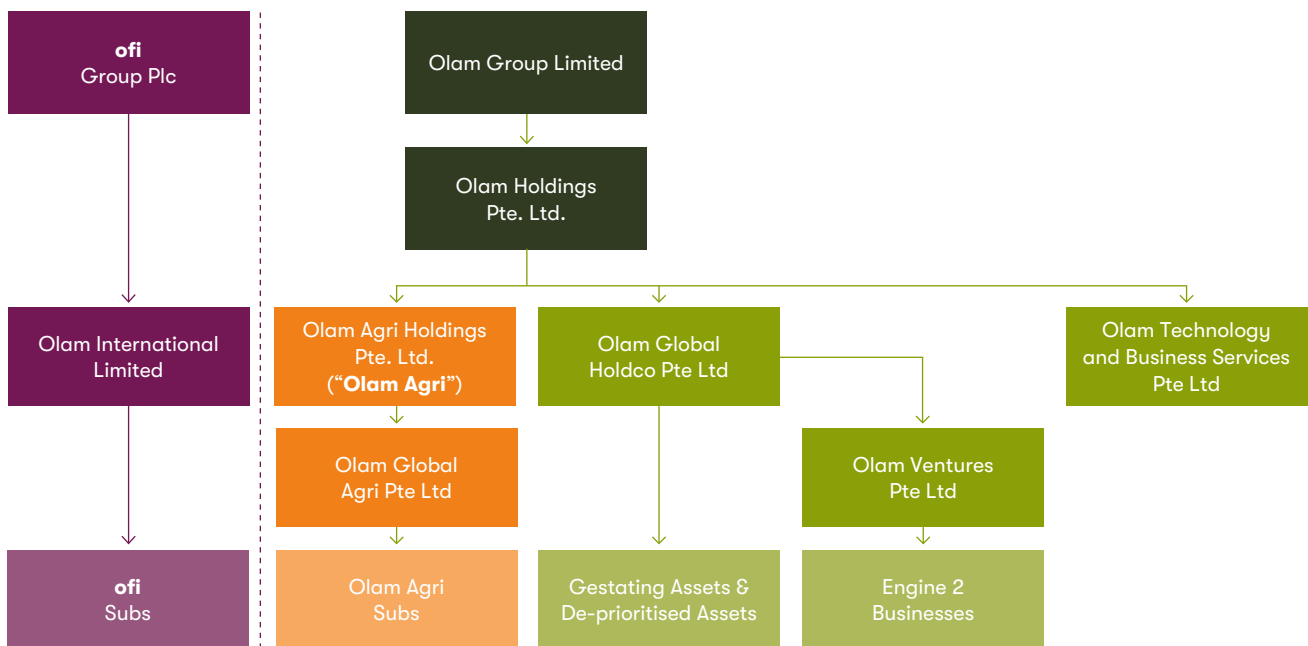 ofi
Group Plc
Olam Group Limited
Olam Holdings
Pte. Ltd.
Olam International
Limited
Olam Agri Holdings
Pte. Ltd.
(“Olam Agri”)
Olam Global
Holdco Pte Ltd
Olam Technology
and Business Services
Pte Ltd
Olam Global
Agri Pte Ltd
Olam Ventures
Pte Ltd
ofi
Subs
Olam Agri
Subs
Gestating Assets &
De-prioritised Assets
Engine 2
Businesses